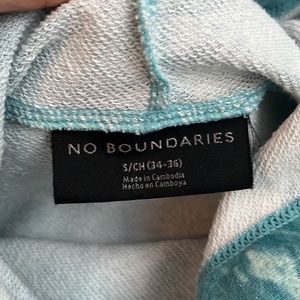 NO BOUNDARIES
S/CH (34-36)
Made in Cambodia
Hecho en Camboya